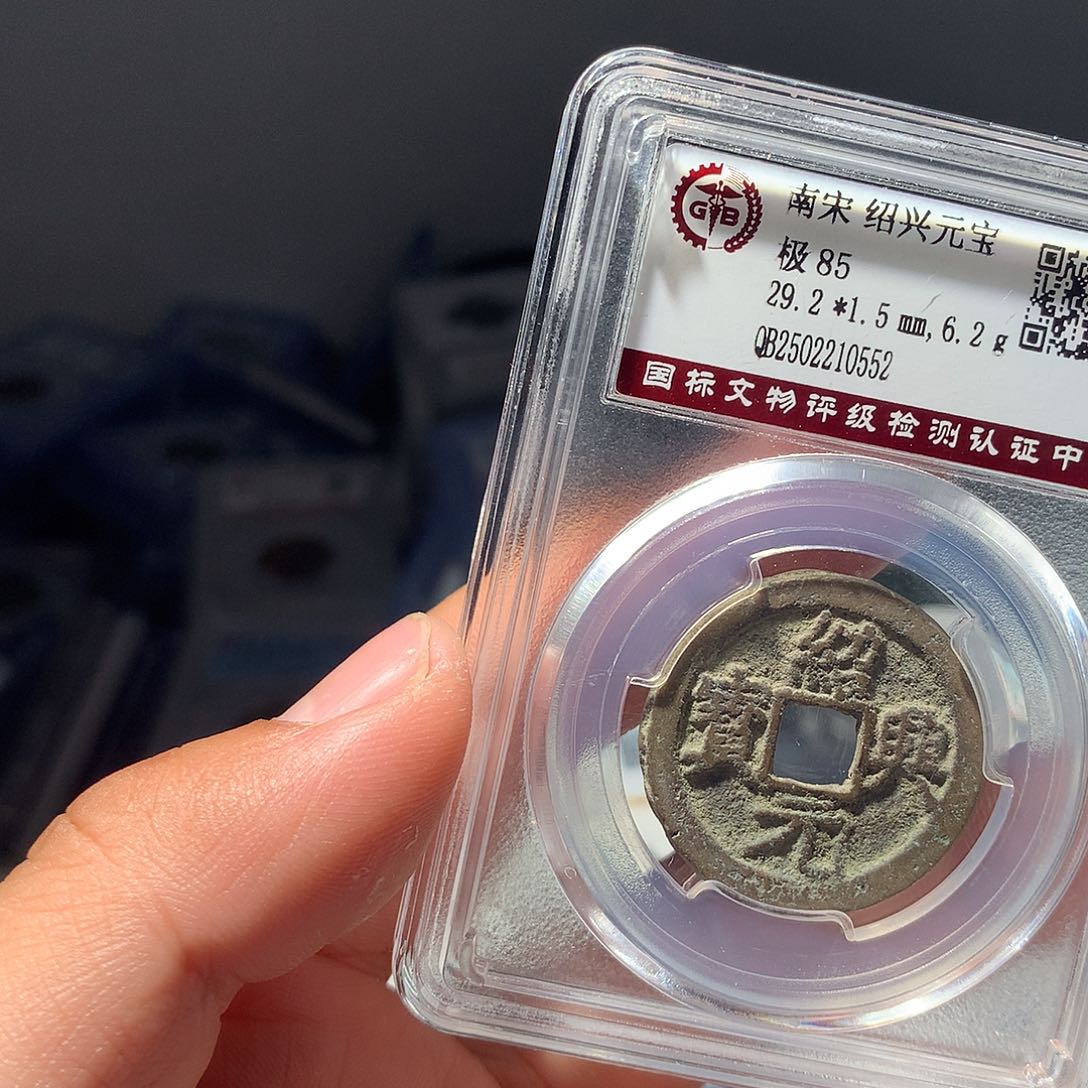 GB
南宋 绍兴元宝
极85
29.2*1.5mm,6.2g
QB2502210552
国标文物评级检测认证中
紹興元寶